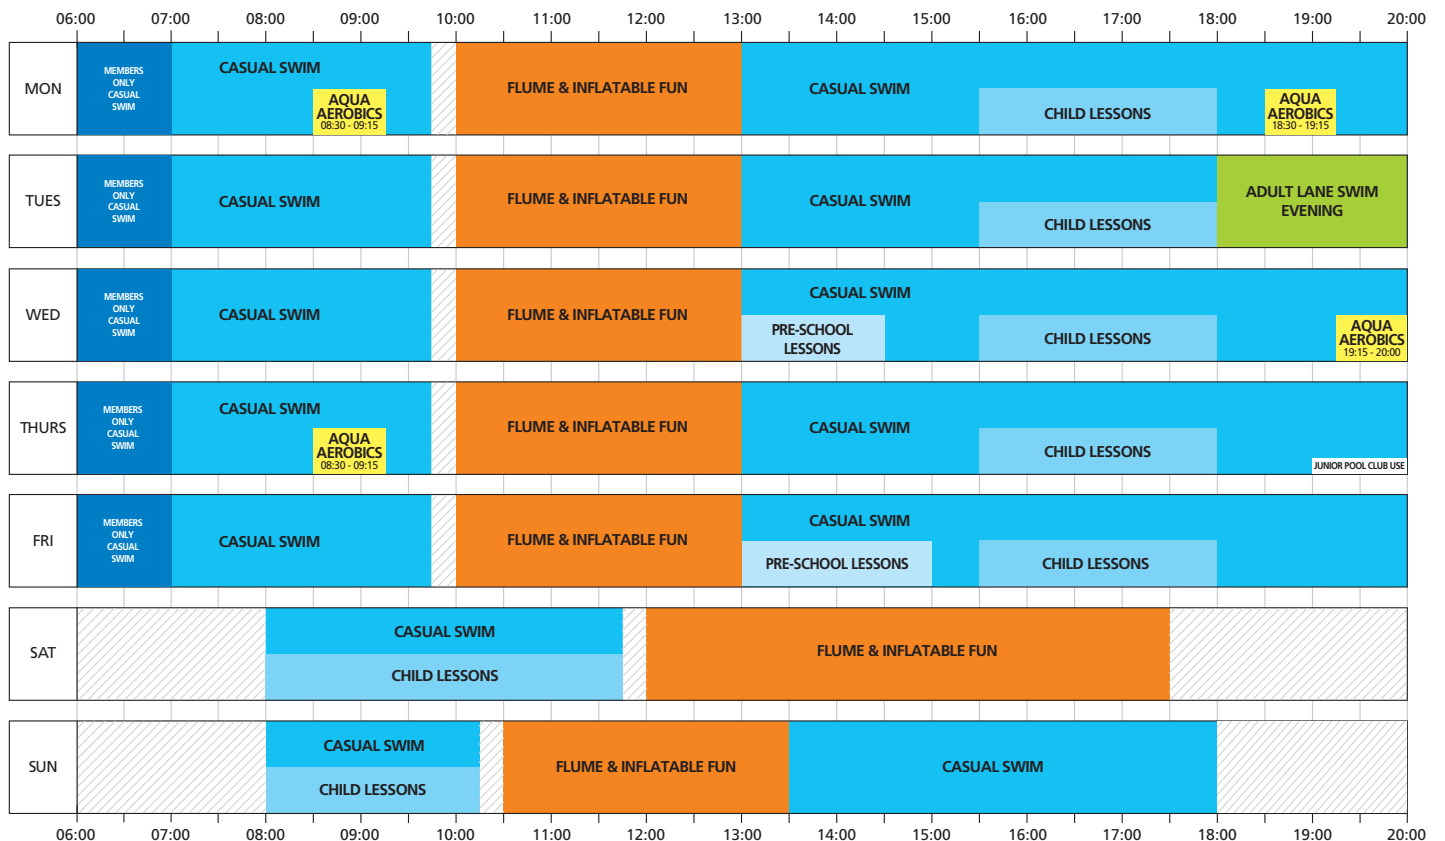 06:00 07:00 08:00 09:00 10:00 11:00 12:00 13:00 14:00 15:00 16:00 17:00 18:00 19:00 20:00
MON
MEMBERS
ONLY
CASUAL
SWIM
CASUAL SWIM
AQUA
AEROBICS
08:30 - 09:15
FLUME & INFLATABLE FUN
CASUAL SWIM
CHILD LESSONS
AQUA
AEROBICS
18:30 - 19:15
TUES
MEMBERS
ONLY
CASUAL
SWIM
CASUAL SWIM
FLUME & INFLATABLE FUN
CASUAL SWIM
CHILD LESSONS
ADULT LANE SWIM
EVENING
WED
MEMBERS
ONLY
CASUAL
SWIM
CASUAL SWIM
FLUME & INFLATABLE FUN
CASUAL SWIM
PRE-SCHOOL
LESSONS
CHILD LESSONS
AQUA
AEROBICS
19:15 - 20:00
THURS
MEMBERS
ONLY
CASUAL
SWIM
CASUAL SWIM
AQUA
AEROBICS
08:30 - 09:15
FLUME & INFLATABLE FUN
CASUAL SWIM
CHILD LESSONS
JUNIOR POOL CLUB USE
FRI
MEMBERS
ONLY
CASUAL
SWIM
CASUAL SWIM
FLUME & INFLATABLE FUN
CASUAL SWIM
PRE-SCHOOL LESSONS
CHILD LESSONS
SAT
CASUAL SWIM
CHILD LESSONS
FLUME & INFLATABLE FUN
SUN
CASUAL SWIM
CHILD LESSONS
FLUME & INFLATABLE FUN
CASUAL SWIM
06:00 07:00 08:00 09:00 10:00 11:00 12:00 13:00 14:00 15:00 16:00 17:00 18:00 19:00 20:00